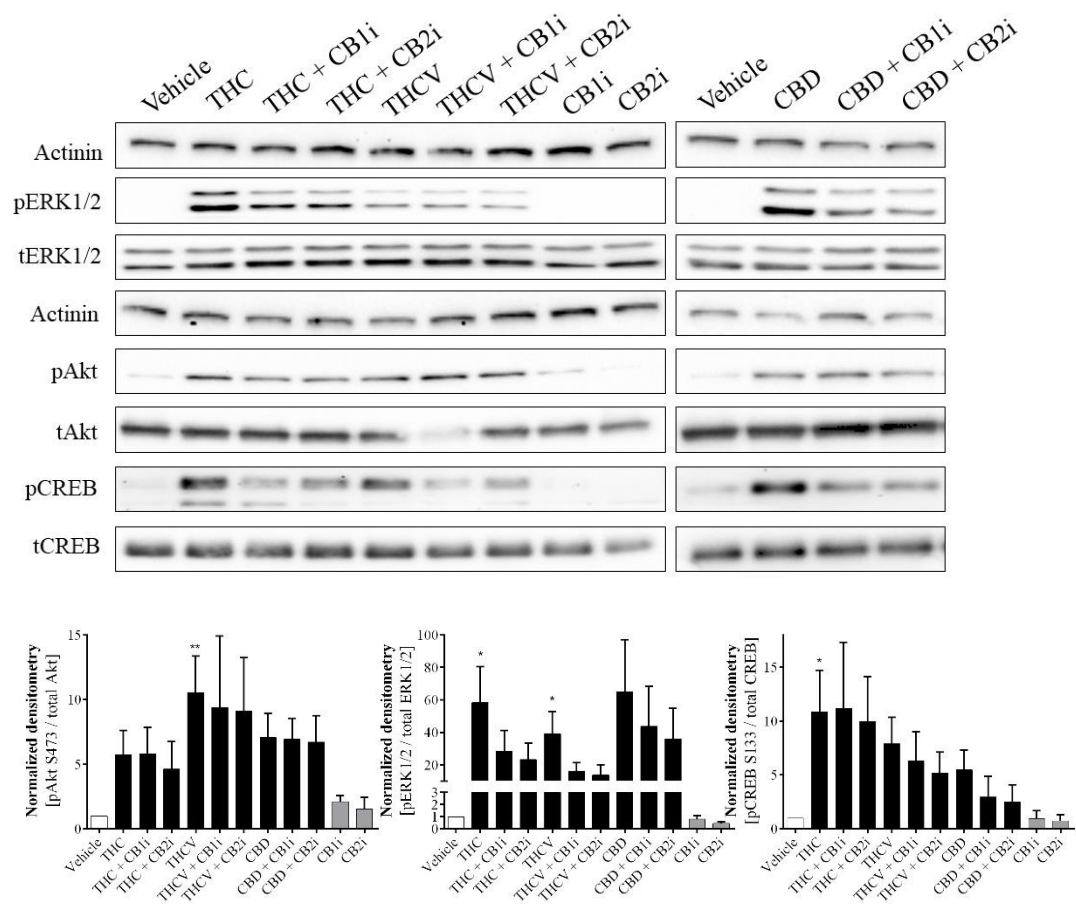 Vehicle
THC
THC + CB1i
THC + CB2i
THCV
THCV + CB1i
THCV + CB2i
CB1i
CB2i
Vehicle
CBD
CBD + CB1i
CBD + CB2i
Actinin
pERK1/2
tERK1/2
Actinin
pAkt
tAkt
pCREB
tCREB
Normalized densitometry
[pAkt S473 / total Akt]
15
10
5
0
**
Vehicle
THC
THC + CB1i
THC + CB2i
THCV
THCV + CB1i
THCV + CB2i
CBD
CBD + CB1i
CBD + CB2i
CB1i
CB2i
Normalized densitometry
[pERK 1/2 / total ERK 1/2]
100
80
60
40
20
3
2
1
0
*
*
Vehicle
THC
THC + CB1i
THC + CB2i
THCV
THCV + CB1i
THCV + CB2i
CBD
CBD + CB1i
CBD + CB2i
CB1i
CB2i
Normalized densitometry
[pCREB S133 / total CREB]
15
10
5
0
*
Vehicle
THC
THC + CB1i
THC + CB2i
THCV
THCV + CB1i
THCV + CB2i
CBD
CBD + CB1i
CBD + CB2i
CB1i
CB2i